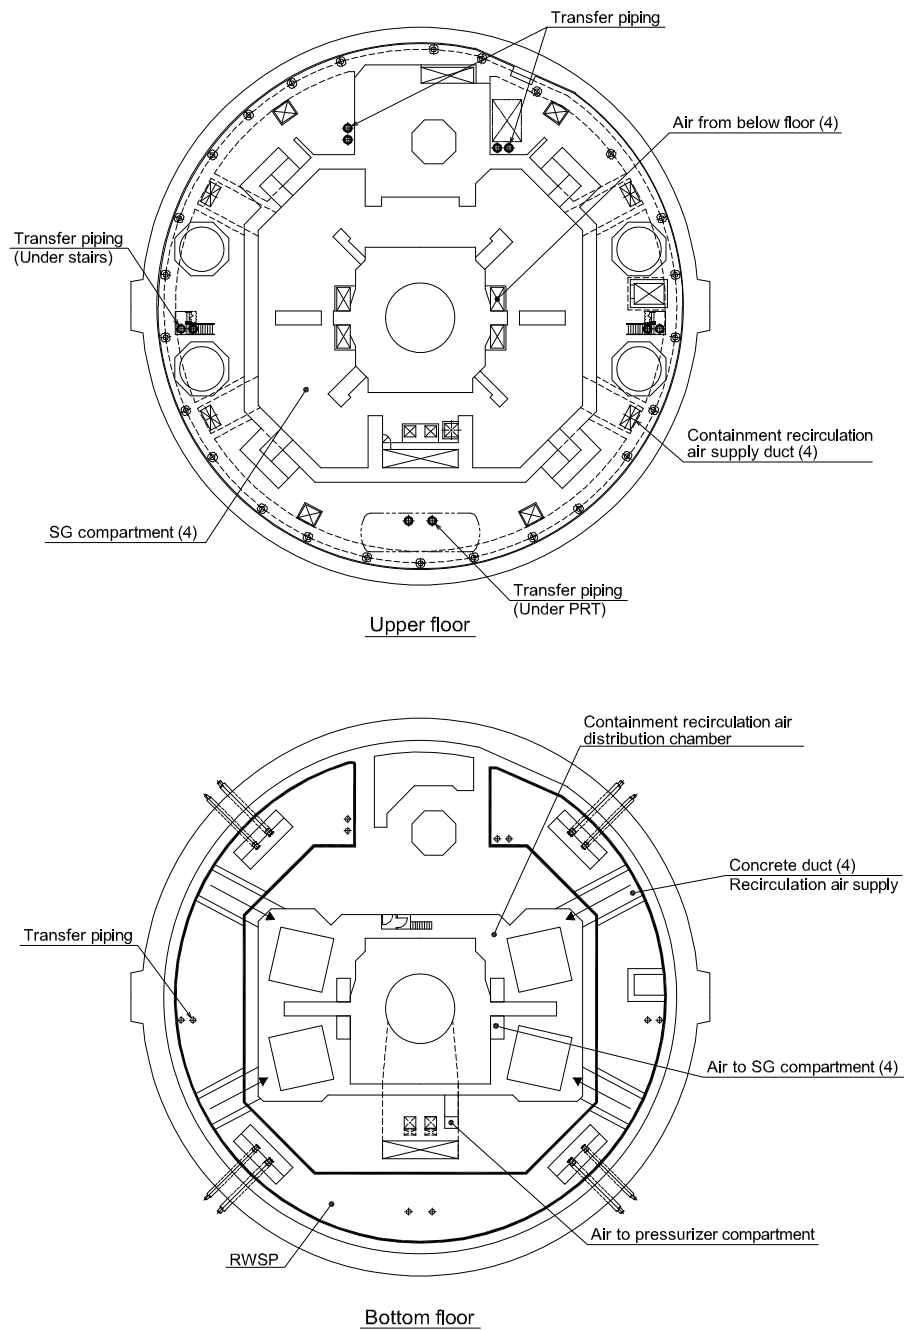 Transfer piping
Air from below floor (4)
Transfer piping
(Under stairs)
Containment recirculation
air supply duct (4)
SG compartment (4)
Transfer piping
(Under PRT)
Upper floor
Containment recirculation air
distribution chamber
Concrete duct (4)
Recirculation air supply
Transfer piping
Air to SG compartment (4)
Air to pressurizer compartment
RWSP
Bottom floor